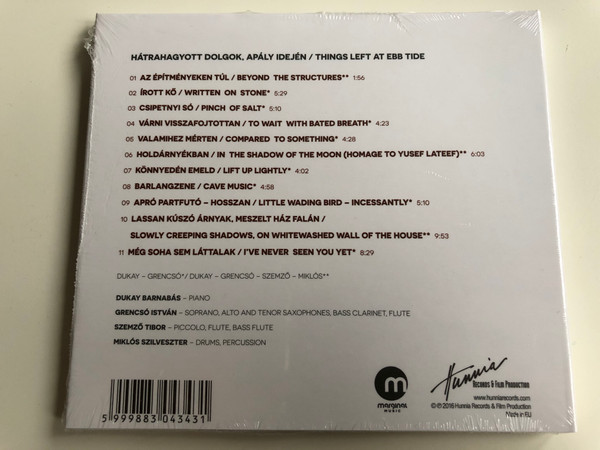 HÁTRAHAGYOTT DOLGOK, APÁLY IDEJÉN / THINGS LEFT AT EBB TIDE
01 AZ ÉPÍTMÉNYEKEN TÚL / BEYOND THE STRUCTURES** 1:56
02 ÍROTT KŐ / WRITTEN ON STONE* 5:29
03 CSIPETNYI SÓ / PINCH OF SALT* 5:10
04 VÁRNI VISSZAFOJTOTTAN / TO WAIT WITH BATED BREATH* 4:23
05 VALAMIHEZ MÉRTEN / COMPARED TO SOMETHING* 4:28
06 HOLDÁRNYÉKBAN / IN THE SHADOW OF THE MOON (HOMAGE TO YUSEF LATEEF)** 6:03
07 KÖNNYEDÉN EMELD / LIFT UP LIGHTLY* 4:02
08 BARLANGZENE / CAVE MUSIC* 4:58
09 APRÓ PARTFUTÓ – HOSSZAN / LITTLE WADING BIRD – INCESSANTLY* 5:10
10 LASSAN KÚSZÓ ÁRNYAK, MESZELT HÁZ FALÁN /
SLOWLY CREEPING SHADOWS, ON WHITEWASHED WALL OF THE HOUSE** 9:53
11 MÉG SOHA SEM LÁTTALAK / I'VE NEVER SEEN YOU YET* 8:29
DUKAY – GRENCSÓ*/ DUKAY – GRENCSÓ – SZEMZŐ – MIKLÓS**
DUKAY BARNABÁS – PIANO
GRENCSÓ ISTVÁN – SOPRANO, ALTO AND TENOR SAXOPHONES, BASS CLARINET, FLUTE
SZEMZŐ TIBOR – PICCOLO, FLUTE, BASS FLUTE
MIKLÓS SZILVESZTER – DRUMS, PERCUSSION
5 999883 043431
m
marginal
MUSIC
Hunnia
RECORDS & FILM PRODUCTION
www.hunniarecords.com
© ℗ 2018 Hunnia Records & Film Production
Made in EU